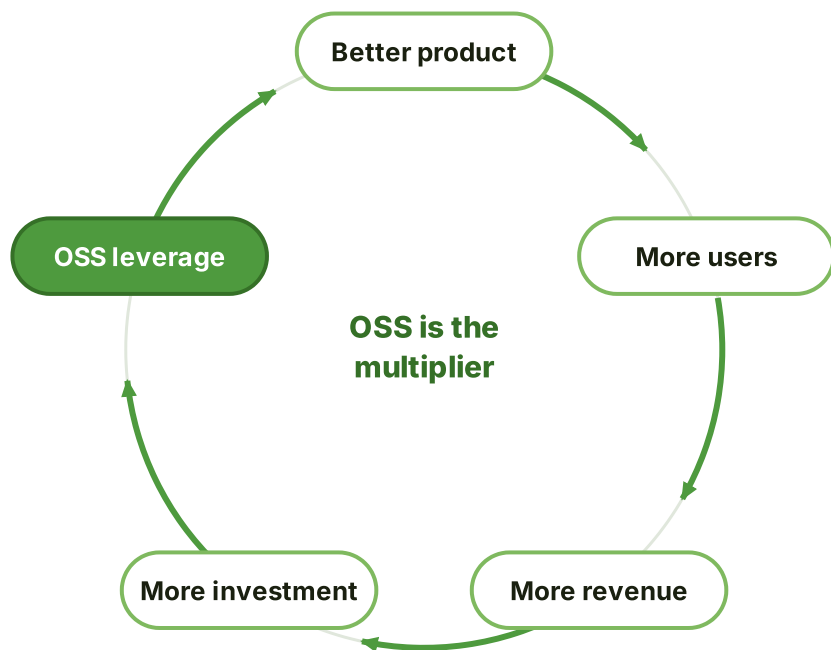 Better product
OSS leverage
More users
OSS is the
multiplier
More investment
More revenue